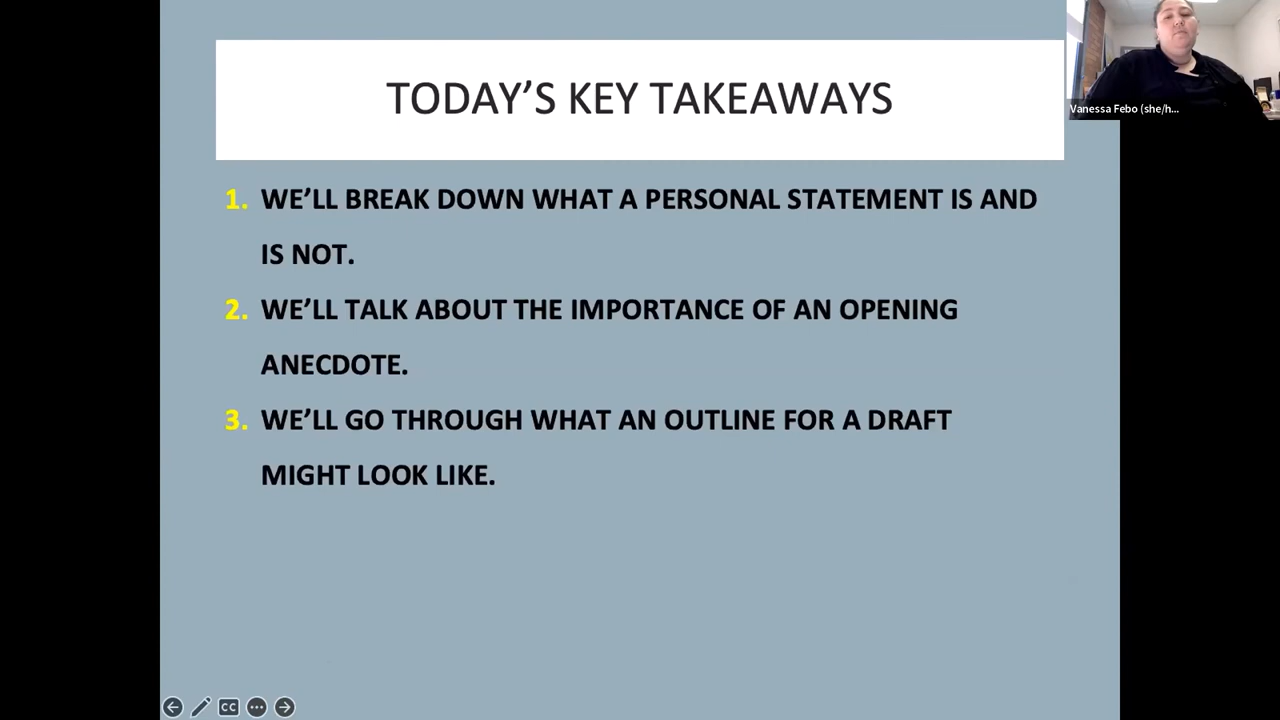 TODAY’S KEY TAKEAWAYS
Vanessa Febo (she/h...
1. WE’LL BREAK DOWN WHAT A PERSONAL STATEMENT IS AND
IS NOT.
2. WE’LL TALK ABOUT THE IMPORTANCE OF AN OPENING
ANECDOTE.
3. WE’LL GO THROUGH WHAT AN OUTLINE FOR A DRAFT
MIGHT LOOK LIKE.
CC